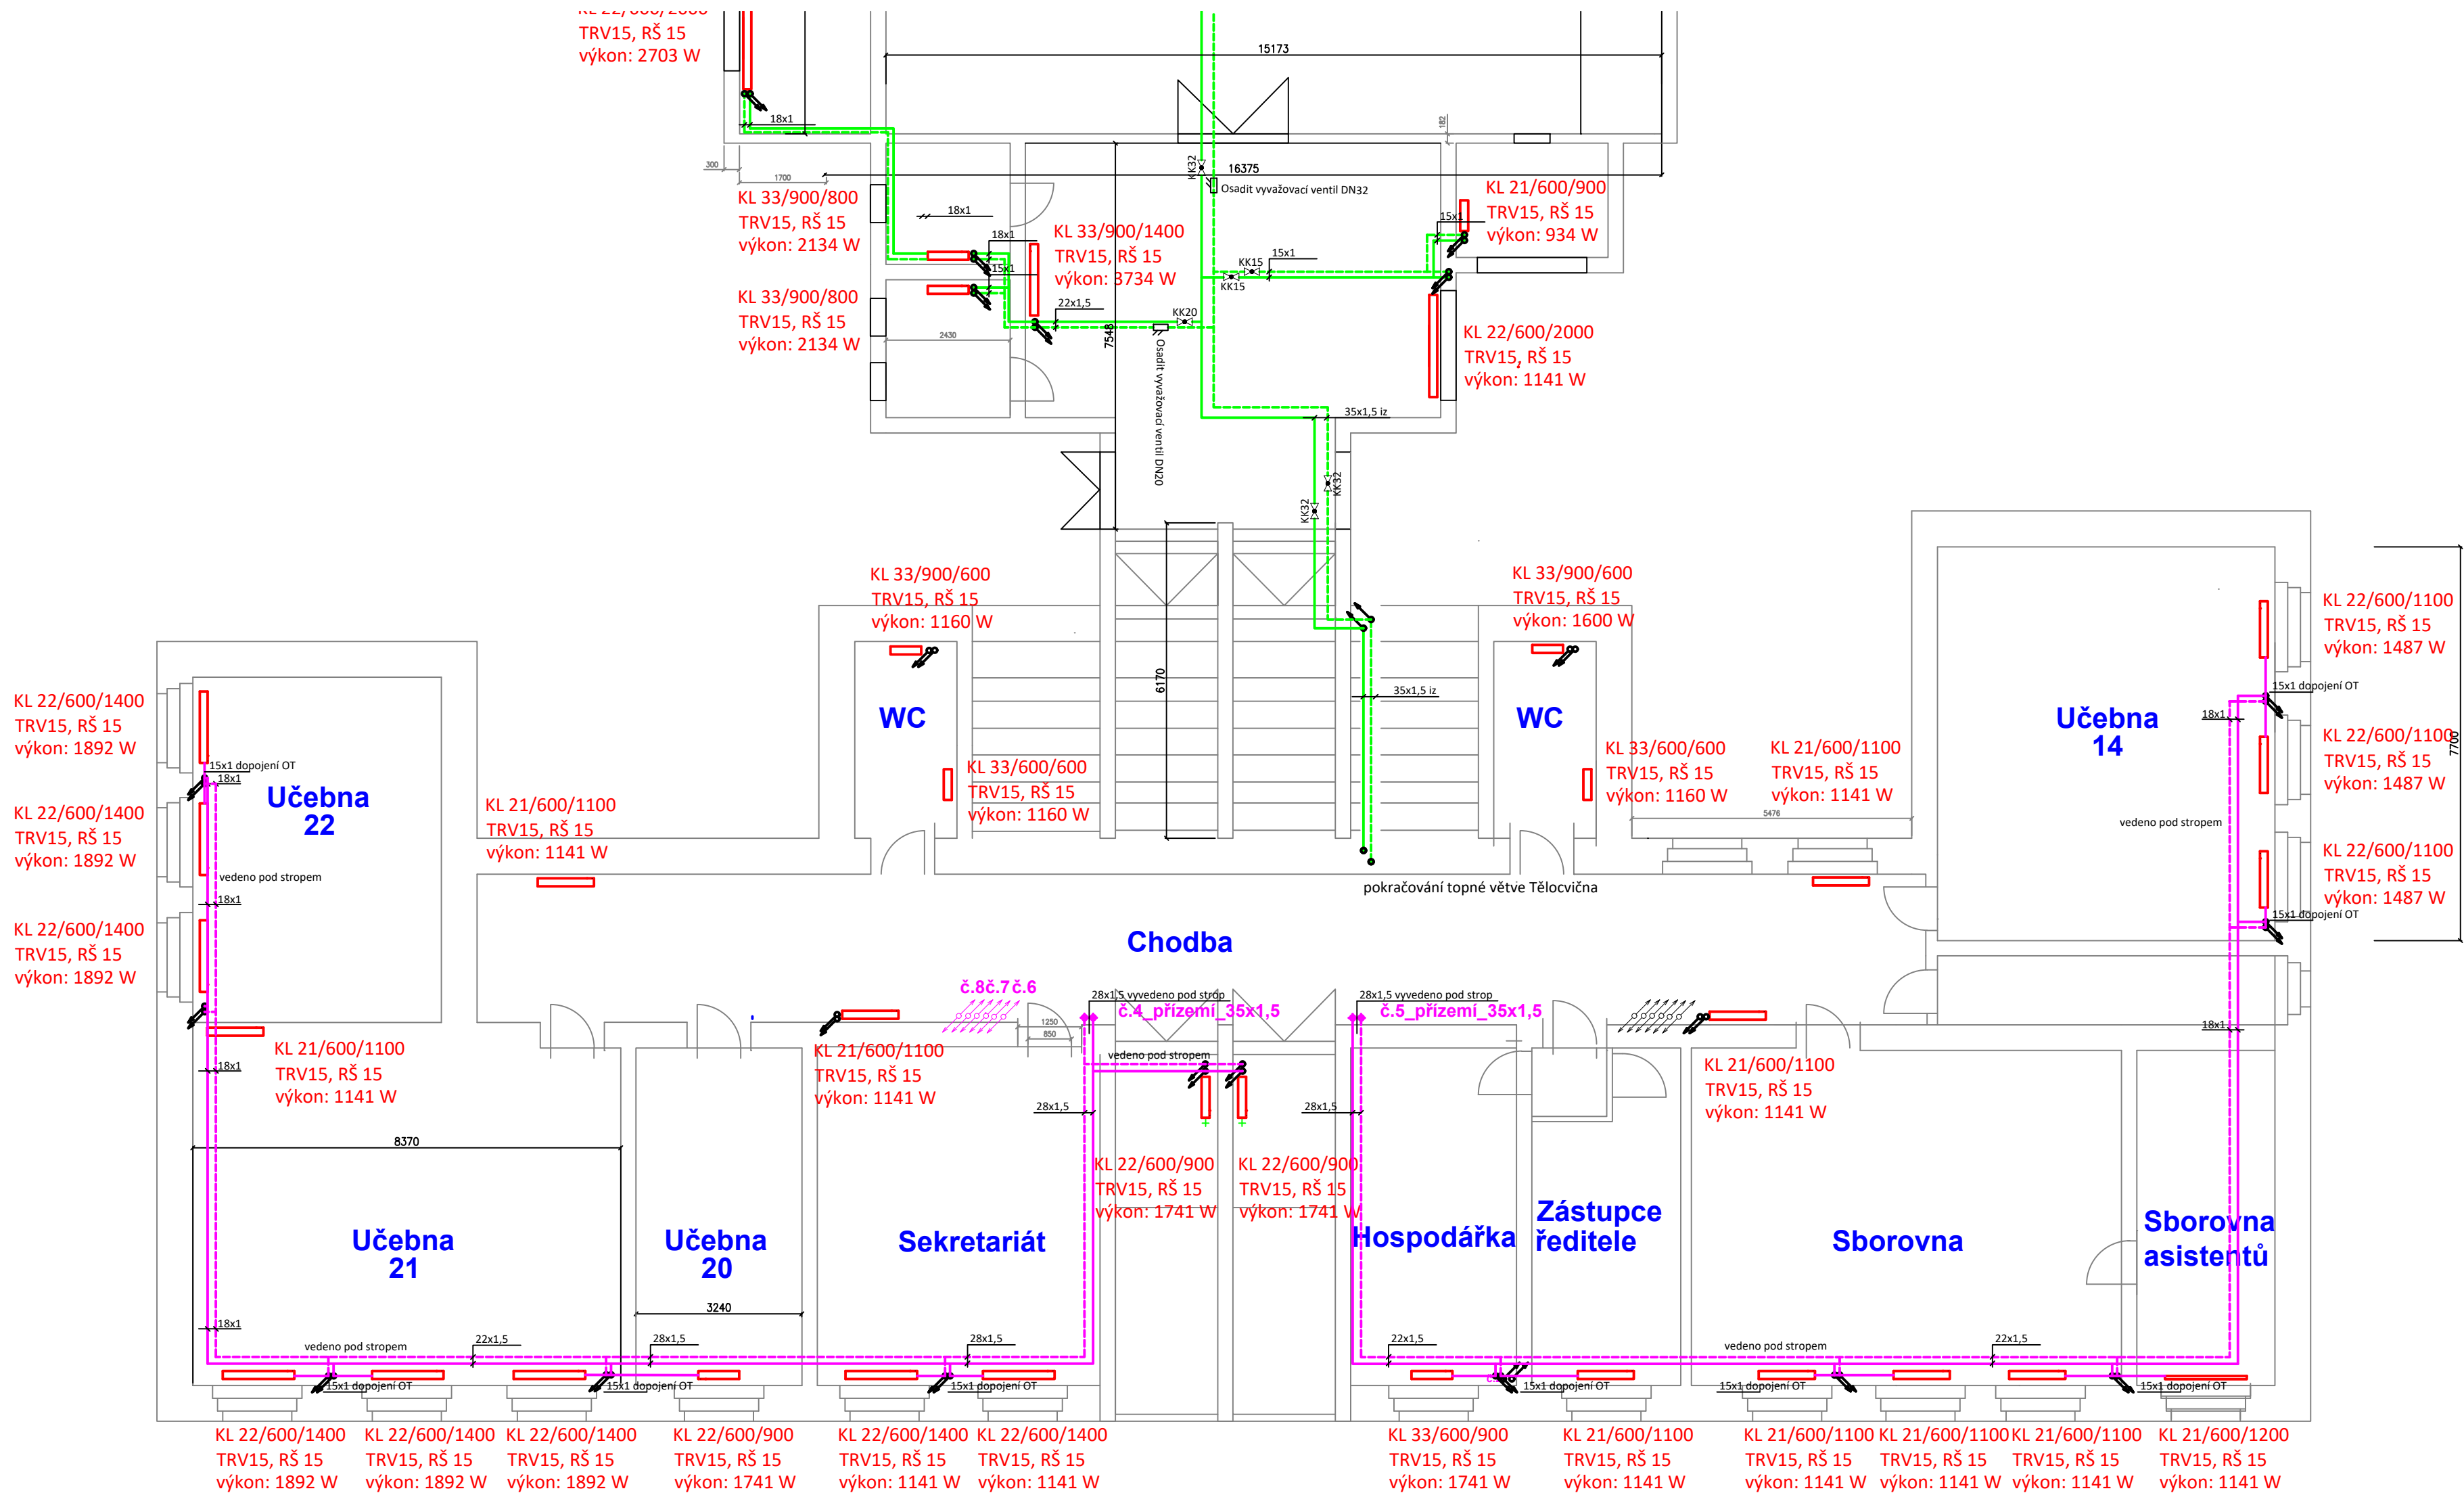 KL 22/600/2000
TRV15, RŠ 15
výkon: 2703 W
15173
18x1
182
300
1700
16375
KK32
Osadit vyvažovací ventil DN32
KL 33/900/800
TRV15, RŠ 15
výkon: 2134 W
18x1
18x1
15x1
KL 33/900/1400
TRV15, RŠ 15
výkon: 3734 W
KL 21/600/900
TRV15, RŠ 15
výkon: 934 W
15x1
KK15
15x1
KK15
KL 33/900/800
TRV15, RŠ 15
výkon: 2134 W
22x1,5
KK20
7548
2430
Osadit vyvažovací ventil DN20
KL 22/600/2000
TRV15, RŠ 15
výkon: 1141 W
35x1,5 iz
KK32
KK32
KL 33/900/600
TRV15, RŠ 15
výkon: 1160 W
KL 33/900/600
TRV15, RŠ 15
výkon: 1600 W
KL 22/600/1100
TRV15, RŠ 15
výkon: 1487 W
6170
35x1,5 iz
15x1 dopojení OT
18x1
7700
KL 22/600/1400
TRV15, RŠ 15
výkon: 1892 W
WC
WC
Učebna
14
KL 22/600/1100
TRV15, RŠ 15
výkon: 1487 W
15x1 dopojení OT
18x1
Učebna
22
KL 33/600/600
TRV15, RŠ 15
výkon: 1160 W
KL 33/600/600
TRV15, RŠ 15
výkon: 1160 W
KL 21/600/1100
TRV15, RŠ 15
výkon: 1141 W
5476
vedeno pod stropem
KL 22/600/1400
TRV15, RŠ 15
výkon: 1892 W
KL 21/600/1100
TRV15, RŠ 15
výkon: 1141 W
KL 22/600/1100
TRV15, RŠ 15
výkon: 1487 W
vedeno pod stropem
18x1
pokračování topné větve Tělocvična
15x1 dopojení OT
KL 22/600/1400
TRV15, RŠ 15
výkon: 1892 W
Chodba
č.8č.7č.6
28x1,5 vyvedeno pod strop
č.4_přízemí_35x1,5
28x1,5 vyvedeno pod strop
č.5_přízemí_35x1,5
1250
850
18x1
KL 21/600/1100
TRV15, RŠ 15
výkon: 1141 W
18x1
KL 21/600/1100
TRV15, RŠ 15
výkon: 1141 W
vedeno pod stropem
KL 21/600/1100
TRV15, RŠ 15
výkon: 1141 W
28x1,5
28x1,5
8370
KL 22/600/900
TRV15, RŠ 15
výkon: 1741 W
KL 22/600/900
TRV15, RŠ 15
výkon: 1741 W
Učebna
21
Učebna
20
Sekretariát
Hospodářka
Zástupce
ředitele
Sborovna
Sborovna
asistentů
3240
18x1
vedeno pod stropem
22x1,5
28x1,5
28x1,5
22x1,5
vedeno pod stropem
22x1,5
15x1 dopojení OT
15x1 dopojení OT
15x1 dopojení OT
15x1 dopojení OT
15x1 dopojení OT
15x1 dopojení OT
KL 22/600/1400
TRV15, RŠ 15
výkon: 1892 W
KL 22/600/1400
TRV15, RŠ 15
výkon: 1892 W
KL 22/600/1400
TRV15, RŠ 15
výkon: 1892 W
KL 22/600/900
TRV15, RŠ 15
výkon: 1741 W
KL 22/600/1400
TRV15, RŠ 15
výkon: 1141 W
KL 22/600/1400
TRV15, RŠ 15
výkon: 1141 W
KL 33/600/900
TRV15, RŠ 15
výkon: 1741 W
KL 21/600/1100
TRV15, RŠ 15
výkon: 1141 W
KL 21/600/1100
TRV15, RŠ 15
výkon: 1141 W
KL 21/600/1100
TRV15, RŠ 15
výkon: 1141 W
KL 21/600/1100
TRV15, RŠ 15
výkon: 1141 W
KL 21/600/1200
TRV15, RŠ 15
výkon: 1141 W